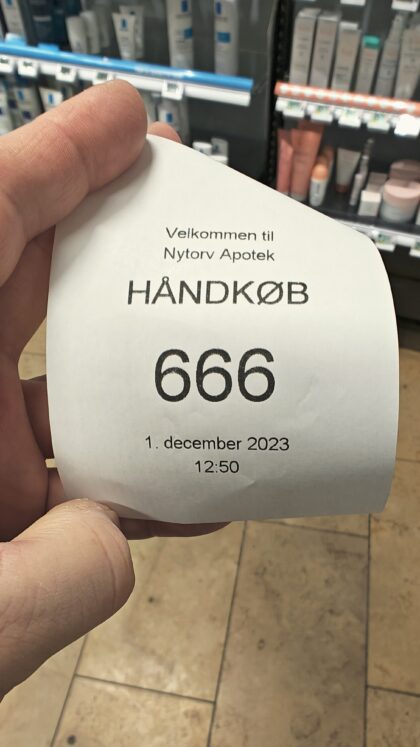 Velkommen til
Nytorv Apotek
HÅNDKØB
666
1. december 2023
12:50